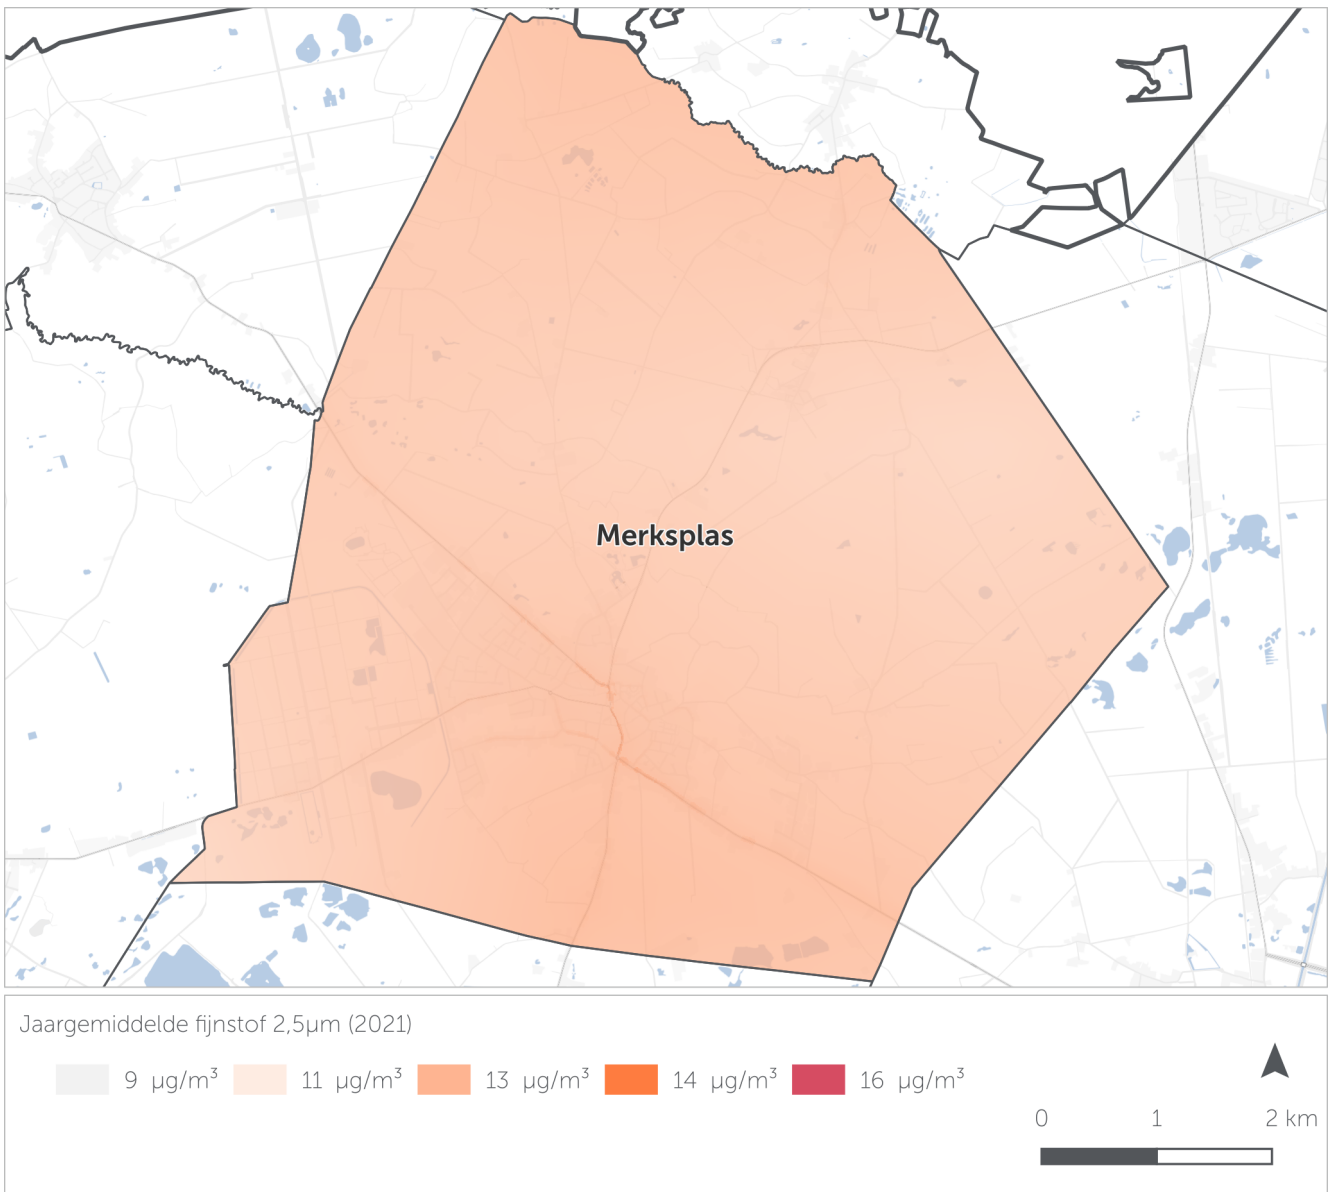 Merksplas
Jaargemiddelde fijnstof 2,5µm (2021)
9 µg/m³ 11 µg/m³ 13 µg/m³ 14 µg/m³ 16 µg/m³
0 1 2 km